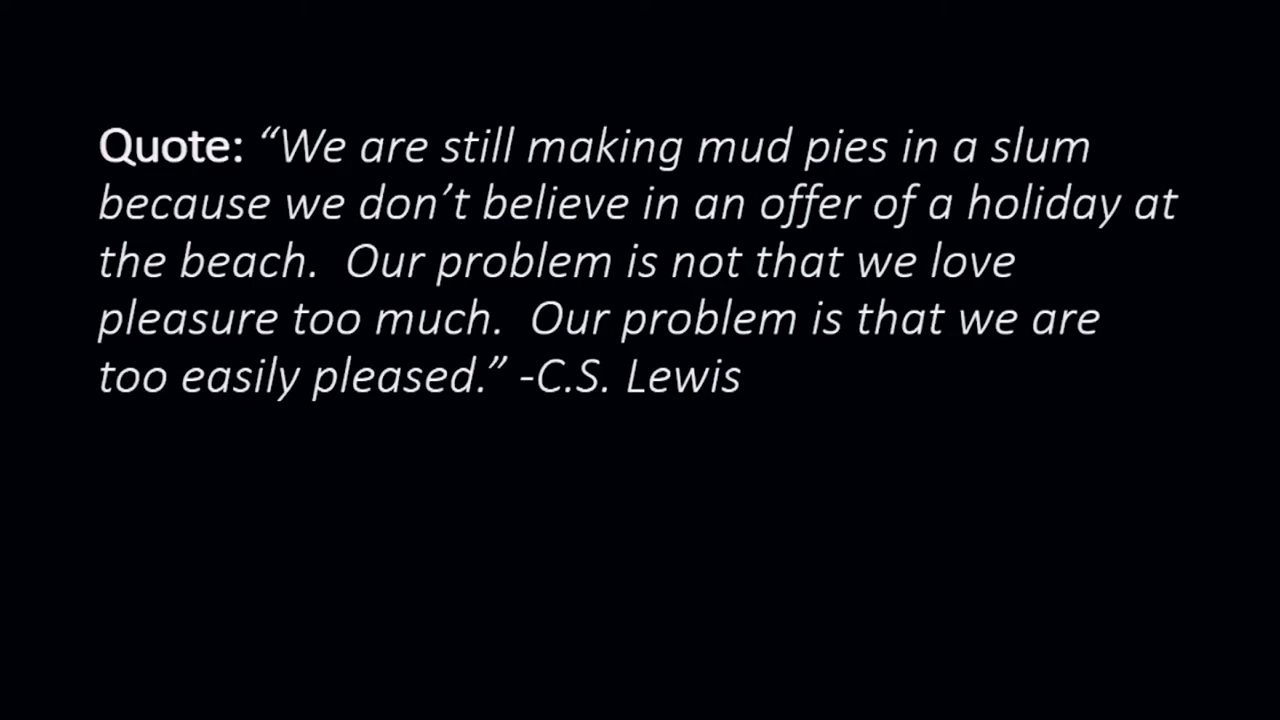 Quote: “We are still making mud pies in a slum
because we don’t believe in an offer of a holiday at
the beach.  Our problem is not that we love
pleasure too much.  Our problem is that we are
too easily pleased.” -C.S. Lewis